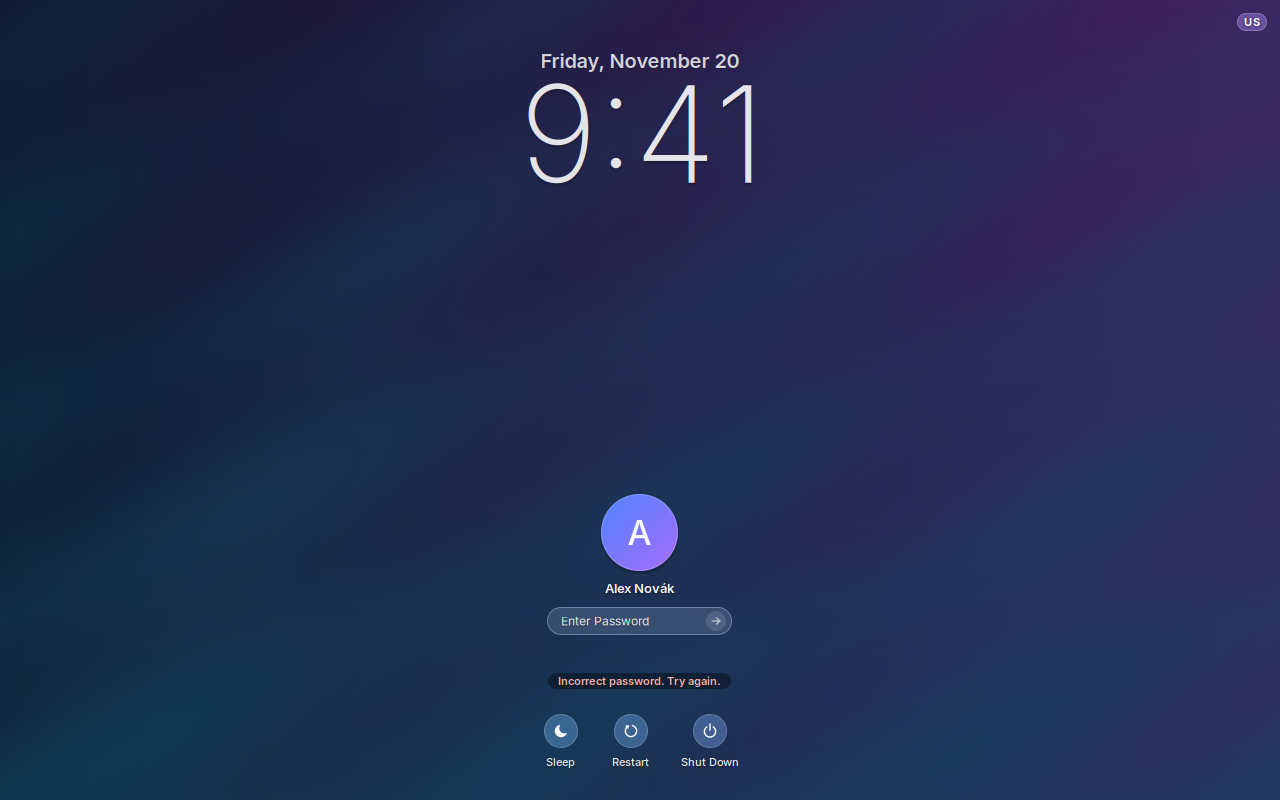 US
Friday, November 20
9:41
A
Alex Novák
Enter Password
Incorrect password. Try again.
Sleep
Restart
Shut Down